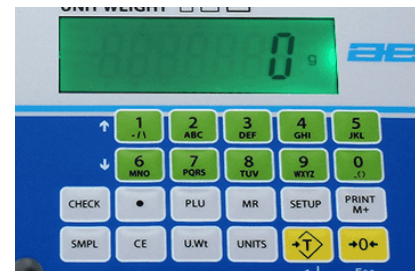 UNIT WEIGHT
0 g
1 2 3 4 5
- / \ ABC DEF GHI JKL
6 7 8 9 0
MNO PQRS TUV WXYZ . ( )
CHECK • PLU MR SETUP PRINT M+
SMPL CE U.Wt UNITS →T← →0←
Esc